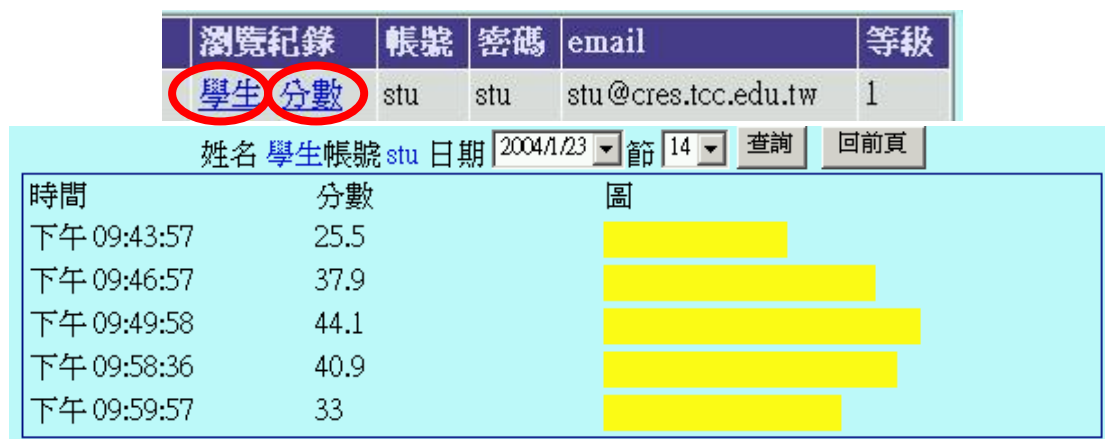 瀏覽紀錄 帳號 密碼 email 等級
學生 分數 stu stu stu@cres.tcc.edu.tw 1
姓名 學生帳號 stu 日期 2004/1/23 節 14 查詢 回前頁
時間 分數 圖
下午 09:43:57 25.5
下午 09:46:57 37.9
下午 09:49:58 44.1
下午 09:58:36 40.9
下午 09:59:57 33